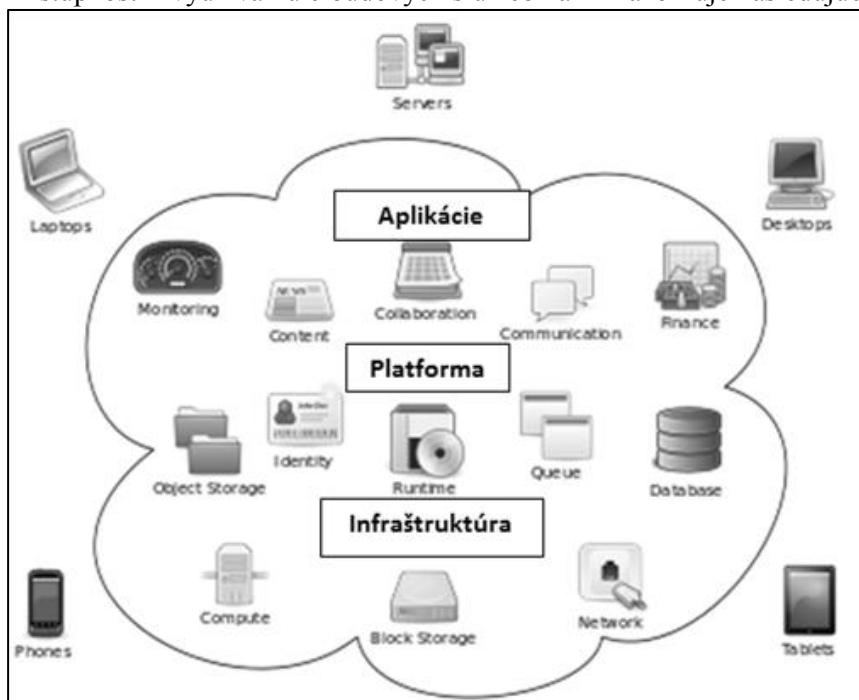 Servers
Laptops
Desktops
Aplikácie
Monitoring
NEWS
Content
Collaboration
Communication
Finance
Platforma
Object Storage
Identity
Runtime
Queue
Database
Infraštruktúra
Compute
Block Storage
Network
Phones
Tablets